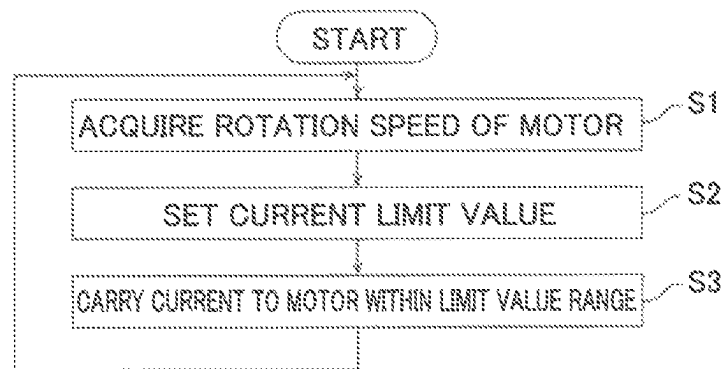 START
ACQUIRE ROTATION SPEED OF MOTOR
S1
SET CURRENT LIMIT VALUE
S2
CARRY CURRENT TO MOTOR WITHIN LIMIT VALUE RANGE
S3